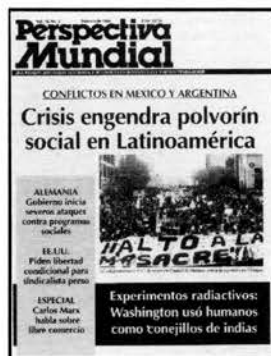 Perspectiva
Mundial
CONFLICTOS EN MEXICO Y ARGENTINA
Crisis engendra polvorín
social en Latinoamérica
ALEMANIA
Gobierno inicia
severos ataques
contra programas
sociales
EE.UU.
Piden libertad
condicional para
sindicalista preso
ESPECIAL
Carlos Marx
habla sobre
libre comercio
¡¡ALTO A LA
MASACRE!!
Experimentos radiactivos:
Washington usó humanos
como conejillos de indias